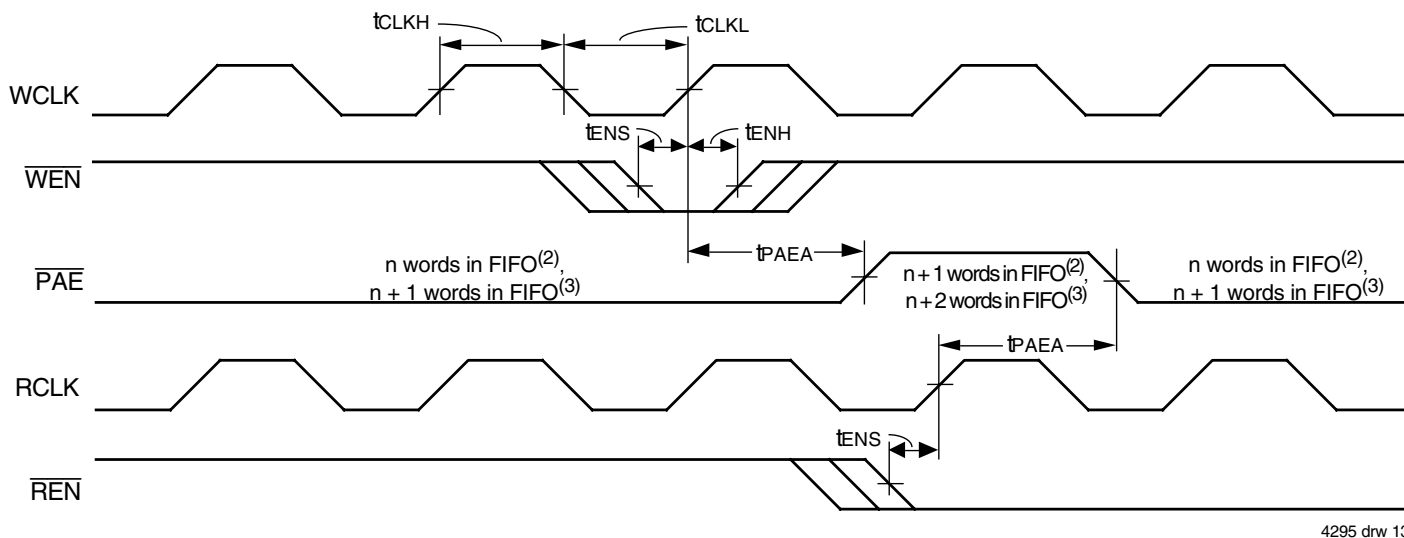 tCLKH
tCLKL
WCLK
tENS
tENH
WEN
tPAEA
PAE
n words in FIFO(2),
n + 1 words in FIFO(3)
n + 1 words in FIFO(2),
n + 2 words in FIFO(3)
n words in FIFO(2),
n + 1 words in FIFO(3)
tPAEA
RCLK
tENS
REN
4295 drw 13